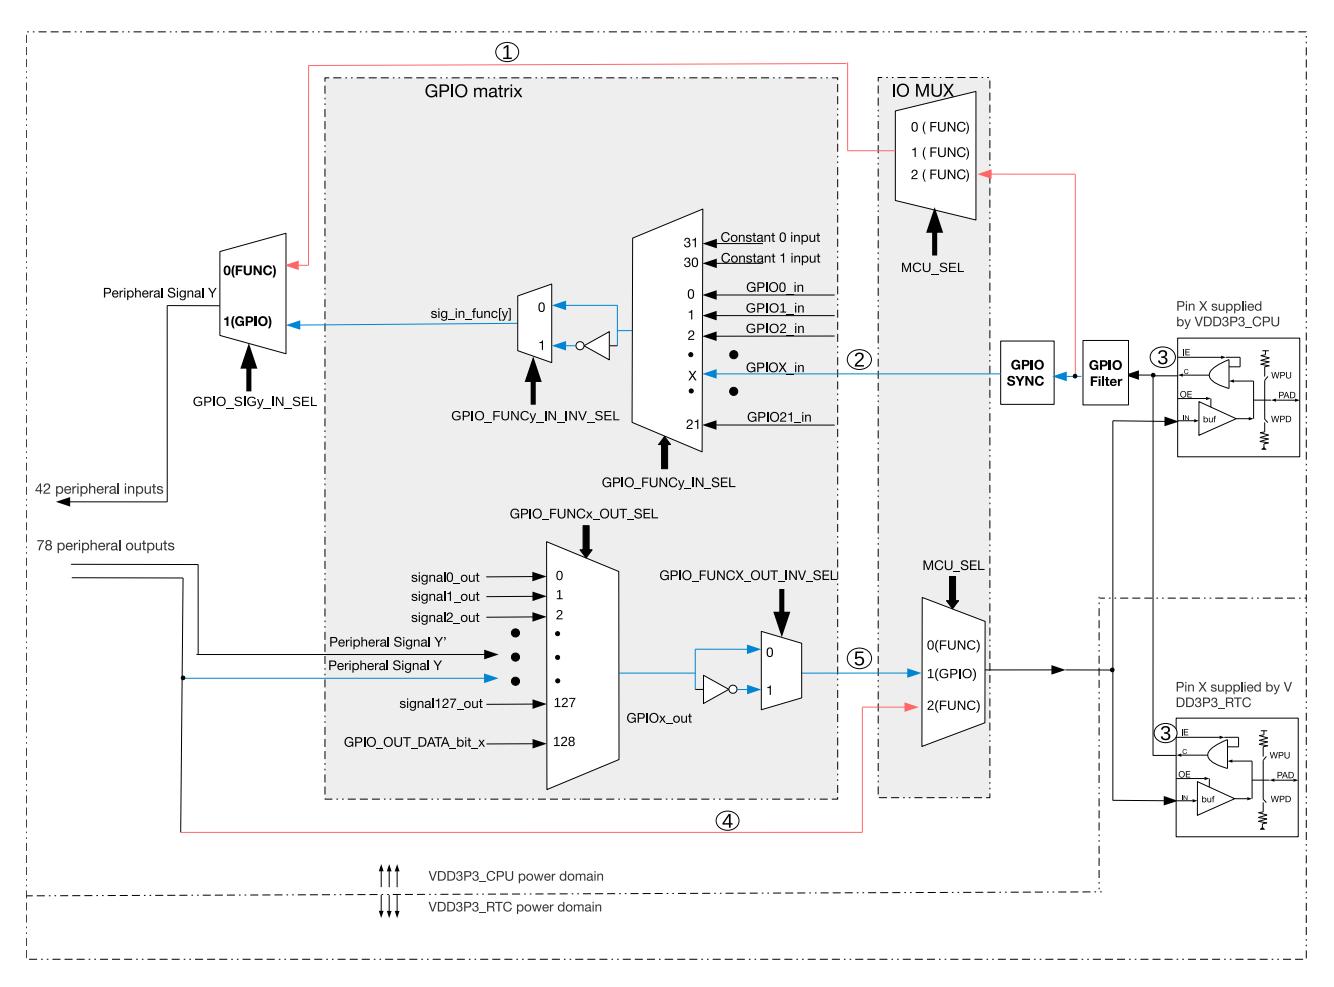 ①
GPIO matrix
IO MUX
0 ( FUNC)
1 ( FUNC)
2 ( FUNC)
MCU_SEL
31
Constant 0 input
30
Constant 1 input
0
GPIO0_in
1
GPIO1_in
2
GPIO2_in
X
GPIOX_in
21
GPIO21_in
GPIO_FUNCy_IN_SEL
②
0
1
GPIO_FUNCy_IN_INV_SEL
sig_in_func[y]
0(FUNC)
1(GPIO)
GPIO_SIGy_IN_SEL
Peripheral Signal Y
42 peripheral inputs
GPIO
SYNC
GPIO
Filter
Pin X supplied
by VDD3P3_CPU
③
IE
C
OE
IN
buf
WPU
PAD
WPD
78 peripheral outputs
GPIO_FUNCx_OUT_SEL
signal0_out
0
signal1_out
1
signal2_out
2
Peripheral Signal Y'
Peripheral Signal Y
signal127_out
127
GPIO_OUT_DATA_bit_x
128
GPIOx_out
GPIO_FUNCX_OUT_INV_SEL
0
1
⑤
MCU_SEL
0(FUNC)
1(GPIO)
2(FUNC)
④
Pin X supplied by V
DD3P3_RTC
③
IE
C
OE
IN
buf
WPU
PAD
WPD
VDD3P3_CPU power domain
VDD3P3_RTC power domain